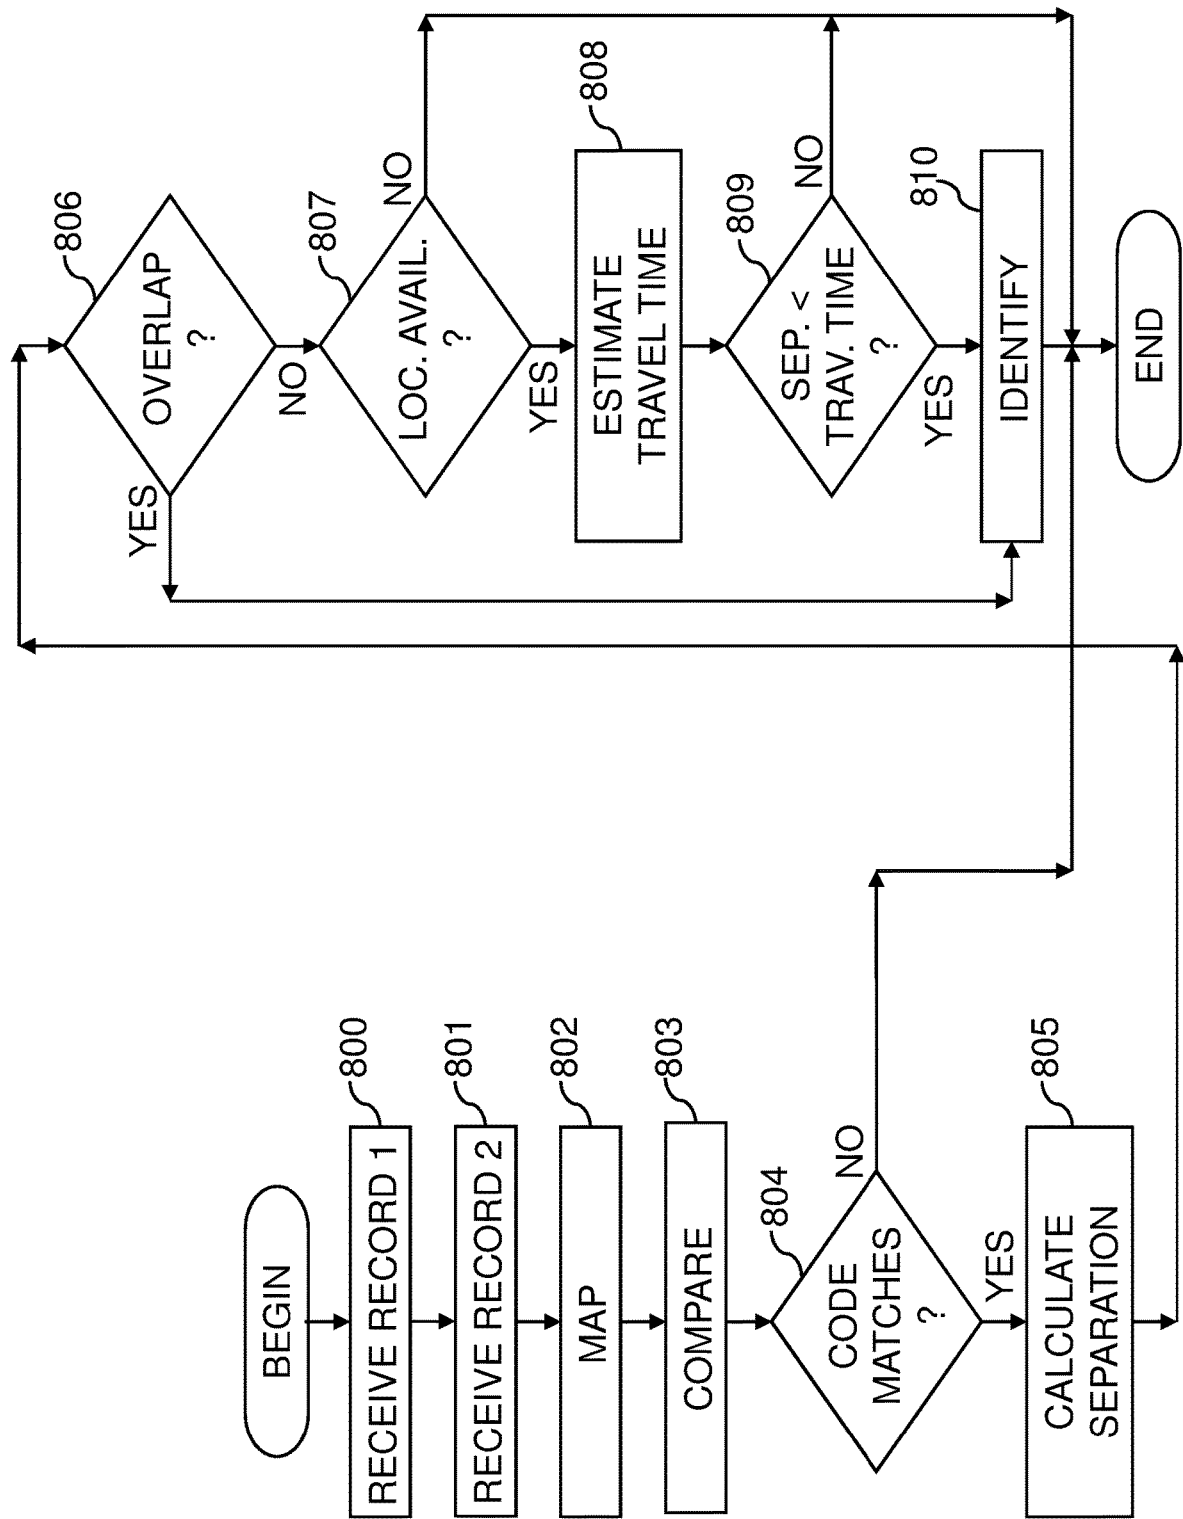 BEGIN
RECEIVE RECORD 1
800
RECEIVE RECORD 2
801
MAP
802
COMPARE
803
CODE
MATCHES
?
804
NO
YES
CALCULATE
SEPARATION
805
OVERLAP
?
806
YES
NO
LOC. AVAIL.
?
807
NO
YES
ESTIMATE
TRAVEL TIME
808
SEP. <
TRAV. TIME
?
809
NO
YES
IDENTIFY
810
END